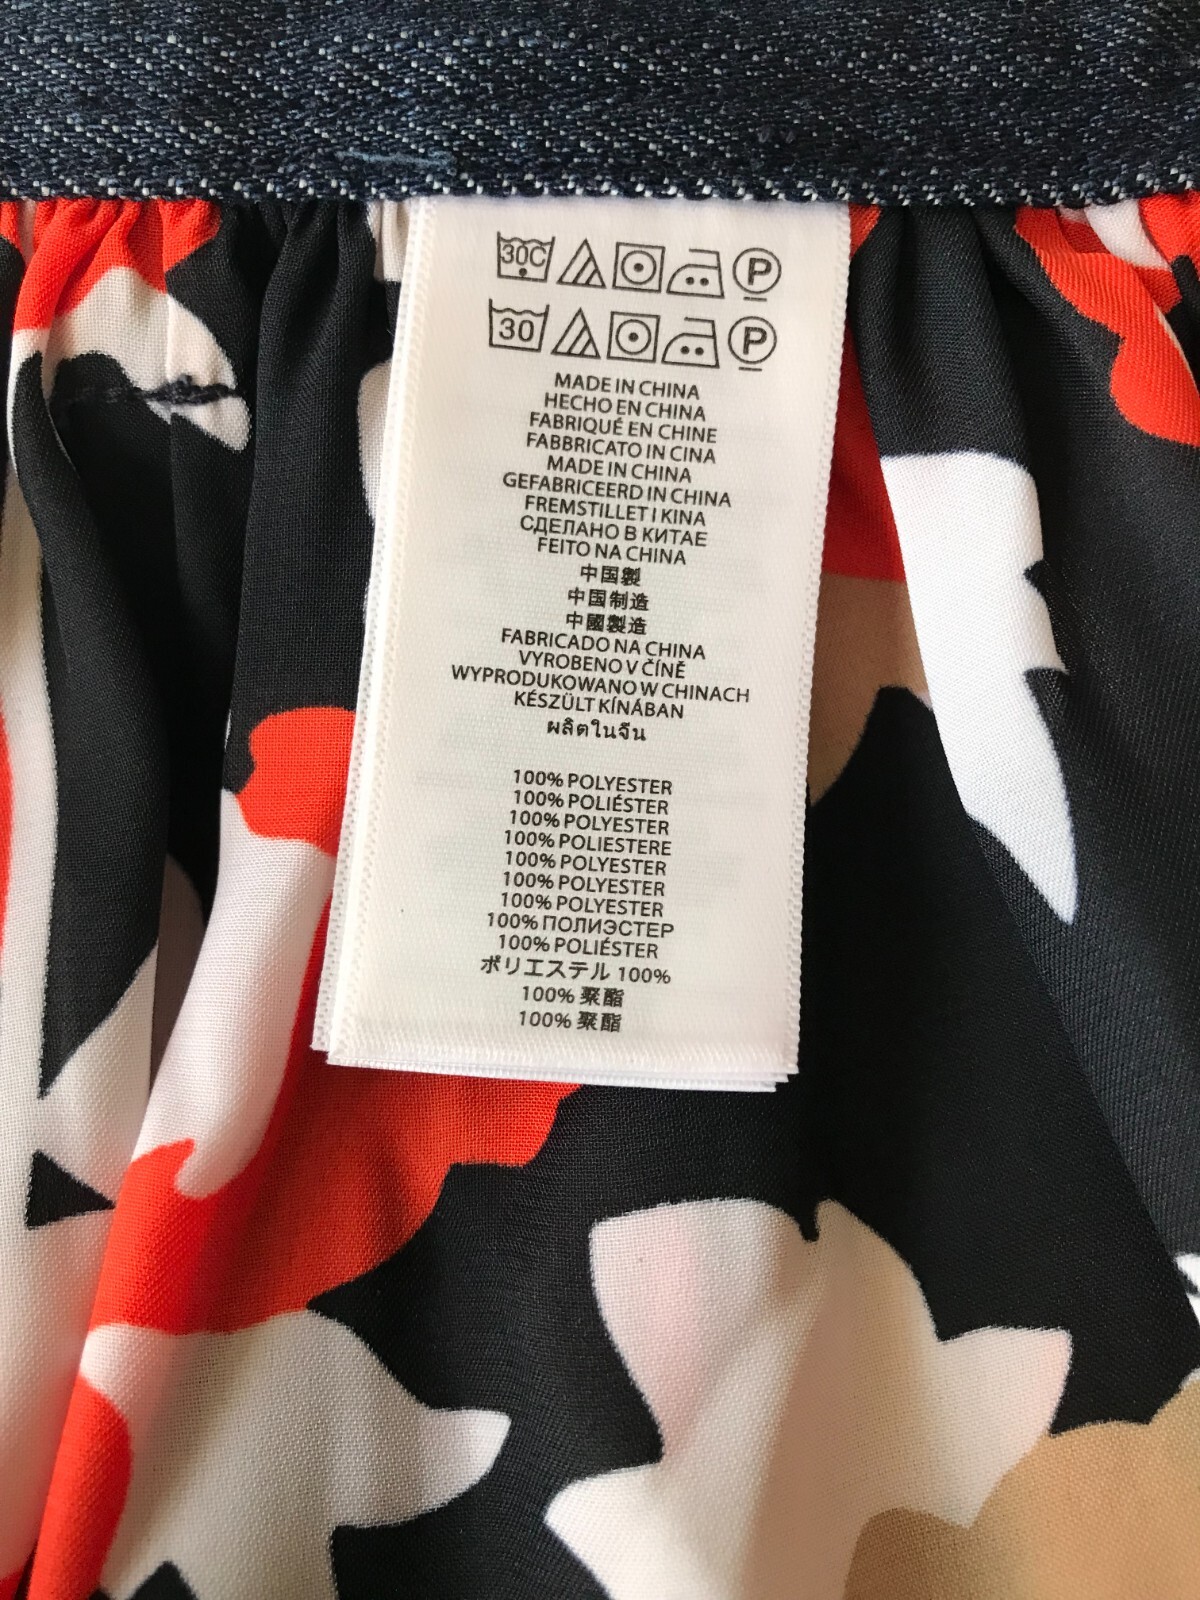 30C P
30 P
MADE IN CHINA
HECHO EN CHINA
FABRIQUÉ EN CHINE
FABBRICATO IN CINA
MADE IN CHINA
GEFABRICEERD IN CHINA
FREMSTILLET I KINA
СДЕЛАНО В КИТАЕ
FEITO NA CHINA
中国製
中国制造
中國製造
FABRICADO NA CHINA
VYROBENO V ČÍNĚ
WYPRODUKOWANO W CHINACH
KÉSZÜLT KÍNÁBAN
ผลิตในจีน
100% POLYESTER
100% POLIÉSTER
100% POLYESTER
100% POLIESTERE
100% POLYESTER
100% POLYESTER
100% POLYESTER
100% ПОЛИЭСТЕР
100% POLIÉSTER
ポリエステル 100%
100% 聚酯
100% 聚酯